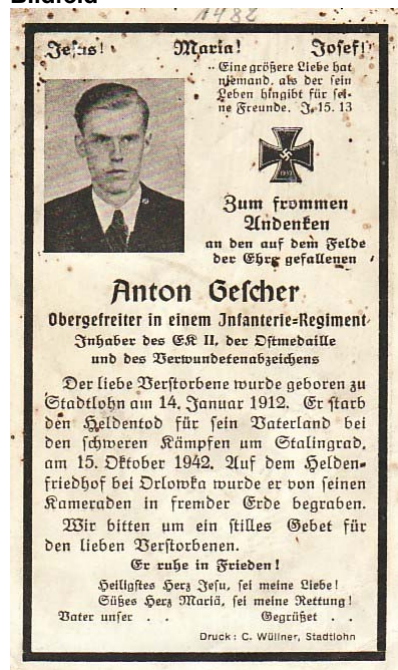 Bildfeld
1482
Jesus! Maria! Josef!
Eine größere Liebe hat
niemand, als der sein
Leben hingibt für sei-
ne Freunde. J. 15. 13
1939
Zum frommen
Andenken
an den auf dem Felde
der Ehre gefallenen
Anton Gescher
Obergefreiter in einem Infanterie=Regiment
Inhaber des EK II, der Ostmedaille
und des Verwundetenabzeichens
Der liebe Verstorbene wurde geboren zu
Stadtlohn am 14. Januar 1912. Er starb
den Heldentod für sein Vaterland bei
den schweren Kämpfen um Stalingrad,
am 15. Oktober 1942. Auf dem Helden-
friedhof bei Orlowka wurde er von seinen
Kameraden in fremder Erde begraben.
Wir bitten um ein stilles Gebet für
den lieben Verstorbenen.
Er ruhe in Frieden!
Heiligstes Herz Jesu, sei meine Liebe!
Süßes Herz Mariä, sei meine Rettung!
Vater unser . . Gegrüßet . .
Druck: C. Wüllner, Stadtlohn